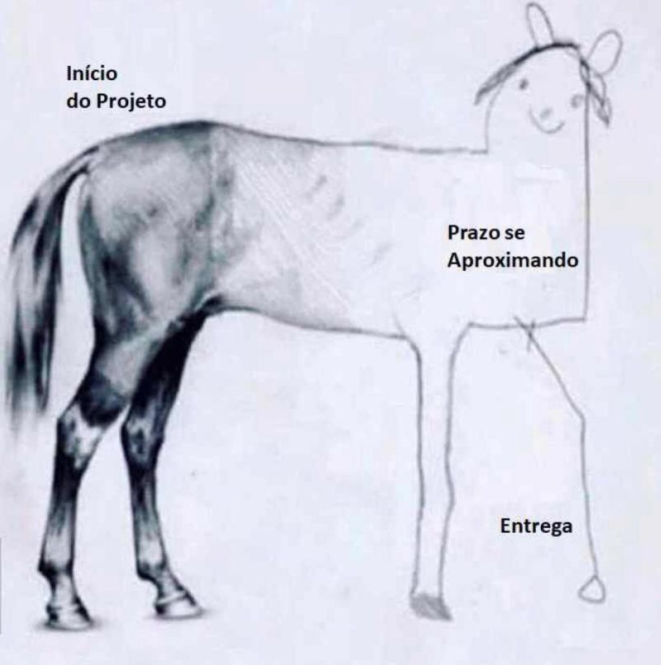 Início
do Projeto
Prazo se
Aproximando
Entrega